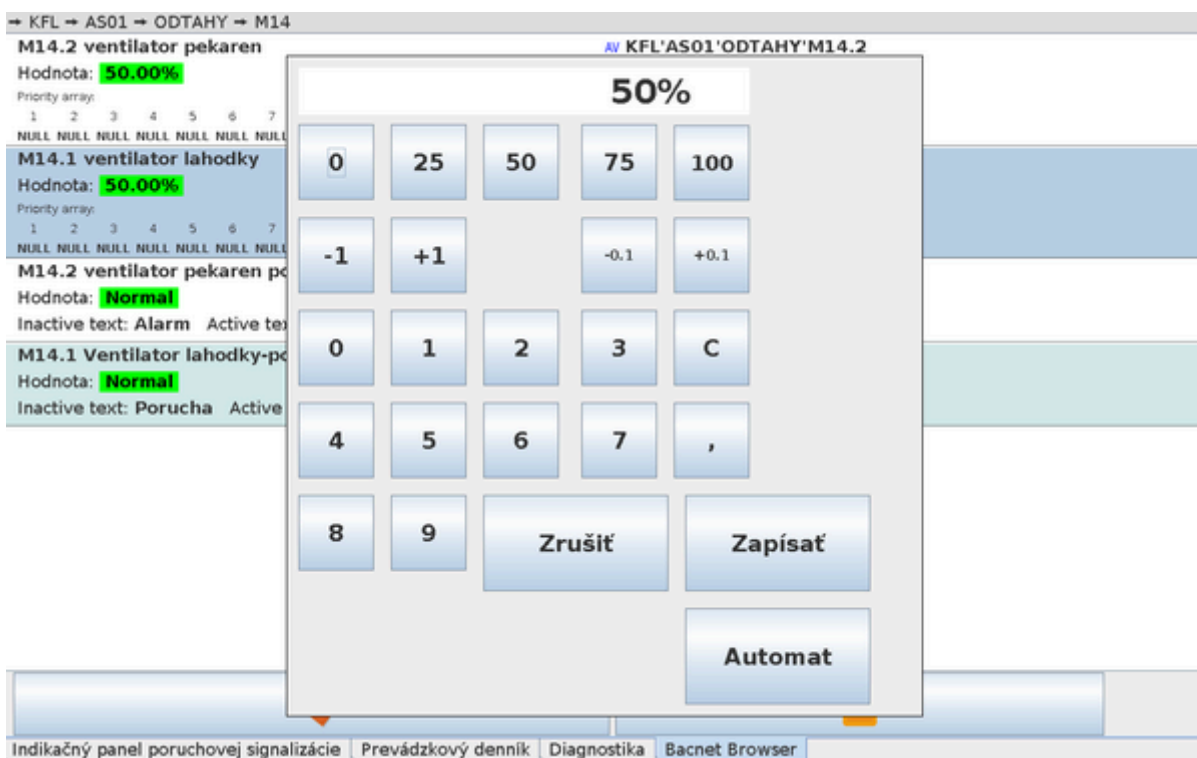 → KFL → AS01 → ODTAHY → M14
M14.2 ventilator pekaren
AV KFL'AS01'ODTAHY'M14.2
Hodnota: 50.00%
Priority array:
1 2 3 4 5 6 7
NULL NULL NULL NULL NULL NULL NULL
M14.1 ventilator lahodky
Hodnota: 50.00%
Priority array:
1 2 3 4 5 6 7
NULL NULL NULL NULL NULL NULL NULL
M14.2 ventilator pekaren po
Hodnota: Normal
Inactive text: Alarm Active tex
M14.1 Ventilator lahodky-po
Hodnota: Normal
Inactive text: Porucha Active
50%
0 25 50 75 100
-1 +1 -0.1 +0.1
0 1 2 3 C
4 5 6 7 ,
8 9 Zrušiť Zapísať
Automat
Indikačný panel poruchovej signalizácie Prevádzkový denník Diagnostika Bacnet Browser